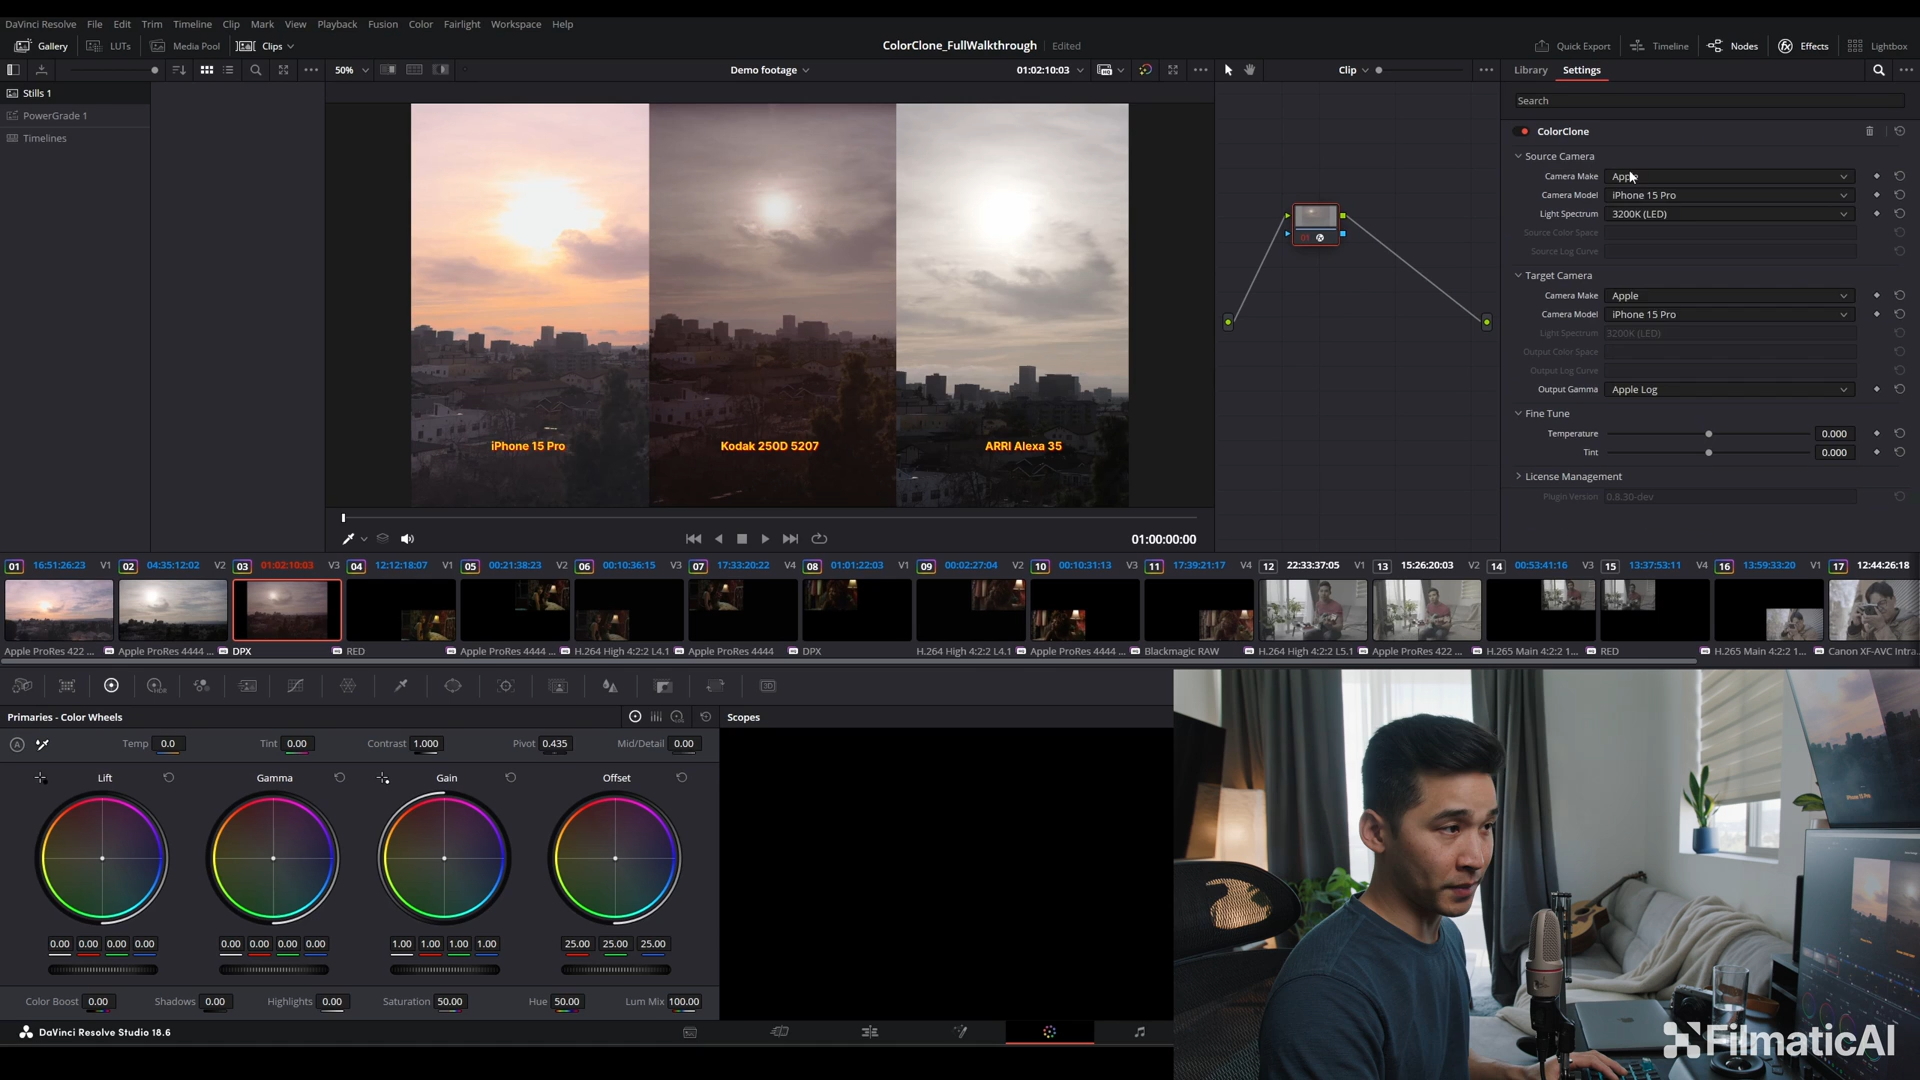 DaVinci Resolve File Edit Trim Timeline Clip Mark View Playback Fusion Color Fairlight Workspace Help
Gallery LUTs Media Pool Clips ColorClone_FullWalkthrough Edited Quick Export Timeline Nodes Effects Lightbox
50% Demo footage 01:02:10:03 Clip Library Settings
Stills 1
PowerGrade 1
Timelines
iPhone 15 Pro Kodak 250D 5207 ARRI Alexa 35
01:00:00:00
01
Search
ColorClone
Source Camera
Camera Make
Camera Model iPhone 15 Pro
Light Spectrum 3200K (LED)
Source Color Space
Source Log Curve
Target Camera
Camera Make Apple
Camera Model iPhone 15 Pro
Light Spectrum 3200K (LED)
Output Color Space
Output Log Curve
Output Gamma Apple Log
Fine Tune
Temperature 0.000
Tint 0.000
License Management
Plugin Version 0.8.30-dev
01 16:51:26:23 V1 02 04:35:12:02 V2 03 01:02:10:03 V3 04 12:12:18:07 V1 05 00:21:38:23 V2 06 00:10:36:15 V3 07 17:33:20:22 V4 08 01:01:22:03 V1 09 00:02:27:04 V2 10 00:10:31:13 V3 11 17:39:21:17 V4 12 22:33:37:05 V1 13 15:26:20:03 V2 14 00:53:41:16 V3 15 13:37:53:11 V4 16 13:59:33:20 V1 17 12:44:26:18
Apple ProRes 422 ... Apple ProRes 4444 ... DPX RED Apple ProRes 4444 ... H.264 High 4:2:2 L4.1 Apple ProRes 4444 DPX H.264 High 4:2:2 L4.1 Apple ProRes 4444 ... Blackmagic RAW H.264 High 4:2:2 L5.1 Apple ProRes 422 ... H.265 Main 4:2:2 1... RED H.265 Main 4:2:2 1... Canon XF-AVC Intra...
Primaries - Color Wheels Scopes
Temp 0.0 Tint 0.00 Contrast 1.000 Pivot 0.435 Mid/Detail 0.00
Lift Gamma Gain Offset
0.00 0.00 0.00 0.00 0.00 0.00 0.00 0.00 1.00 1.00 1.00 1.00 25.00 25.00 25.00
Color Boost 0.00 Shadows 0.00 Highlights 0.00 Saturation 50.00 Hue 50.00 Lum Mix 100.00
DaVinci Resolve Studio 18.6
FilmaticAI